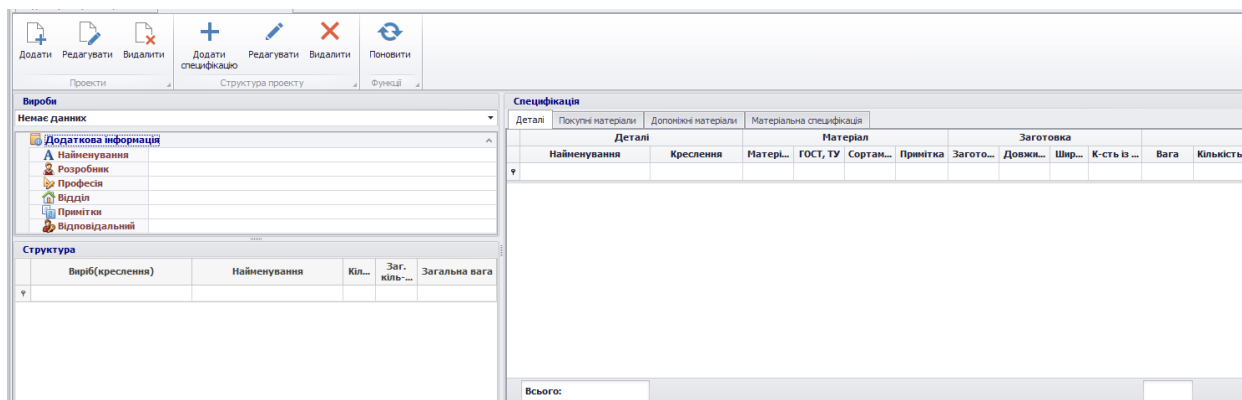 Додати Редагувати Видалити Додати специфікацію Редагувати Видалити Поновити
Проекти Структура проекту Функції
Вироби
Немає данних
Додаткова інформація
Найменування
Розробник
Професія
Відділ
Примітки
Відповідальний
Структура
Виріб(креслення) Найменування Кіл... Заг. кіль-... Загальна вага
Специфікація
Деталі Покупні матеріали Допоніжні матеріали Матеріальна специфікація
Деталі Матеріал Заготовка
Найменування Креслення Матері... ГОСТ, ТУ Сортам... Примітка Загото... Довжи... Шир... К-сть із ... Вага Кількість
Всього: